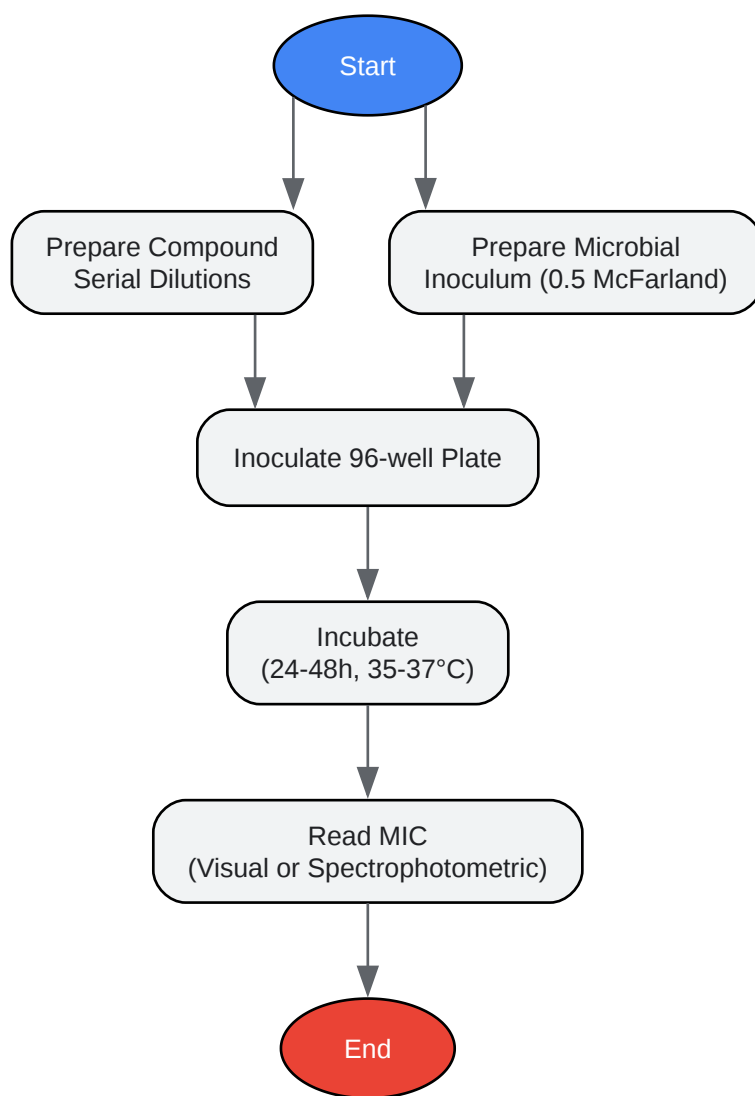 Start
Prepare Compound
Serial Dilutions
Prepare Microbial
Inoculum (0.5 McFarland)
Inoculate 96-well Plate
Incubate
(24-48h, 35-37°C)
Read MIC
(Visual or Spectrophotometric)
End